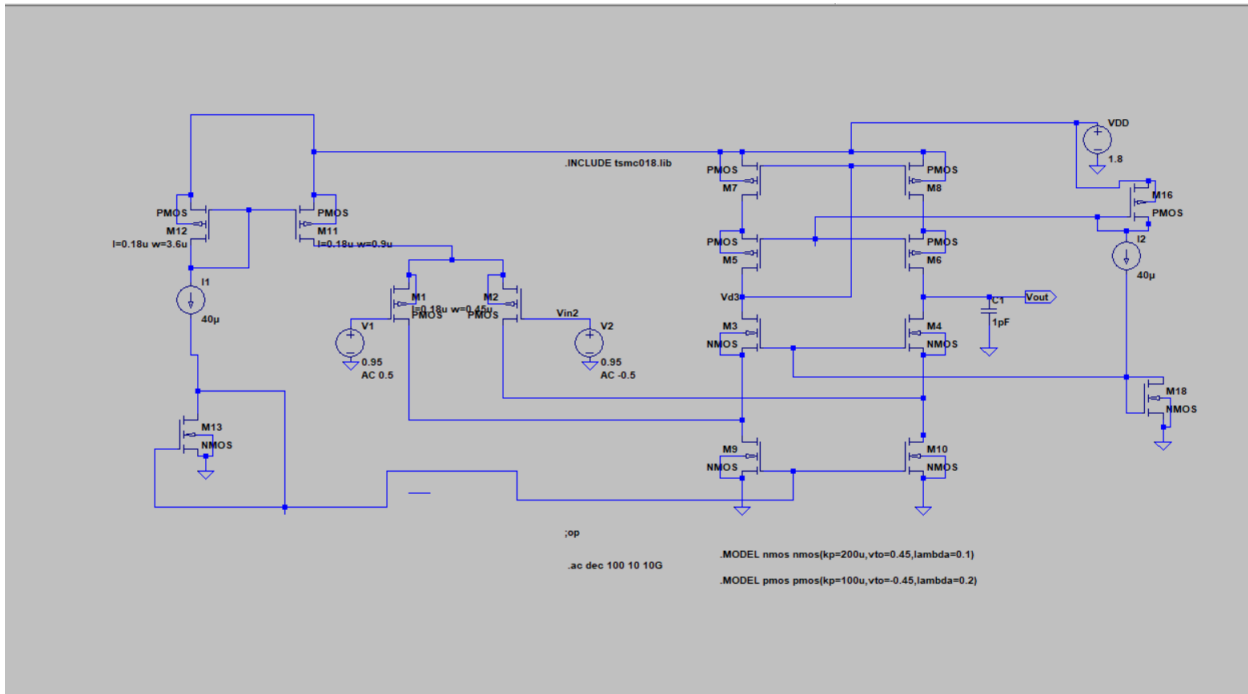 VDD
1.8
.INCLUDE tsmc018.lib
PMOS
M7
PMOS
M8
M16
PMOS
PMOS
M12
l=0.18u w=3.6u
PMOS
M11
l=0.18u w=0.9u
PMOS
M5
PMOS
M6
I2
40µ
I1
40µ
M1
l=0.18u w=0.45u
PMOS
M2
PMOS
Vin2
Vd3
C1
1pF
Vout
V1
0.95
AC 0.5
V2
0.95
AC -0.5
M3
NMOS
M4
NMOS
M18
NMOS
M13
NMOS
M9
NMOS
M10
NMOS
;op
.ac dec 100 10 10G
.MODEL nmos nmos(kp=200u,vto=0.45,lambda=0.1)
.MODEL pmos pmos(kp=100u,vto=-0.45,lambda=0.2)